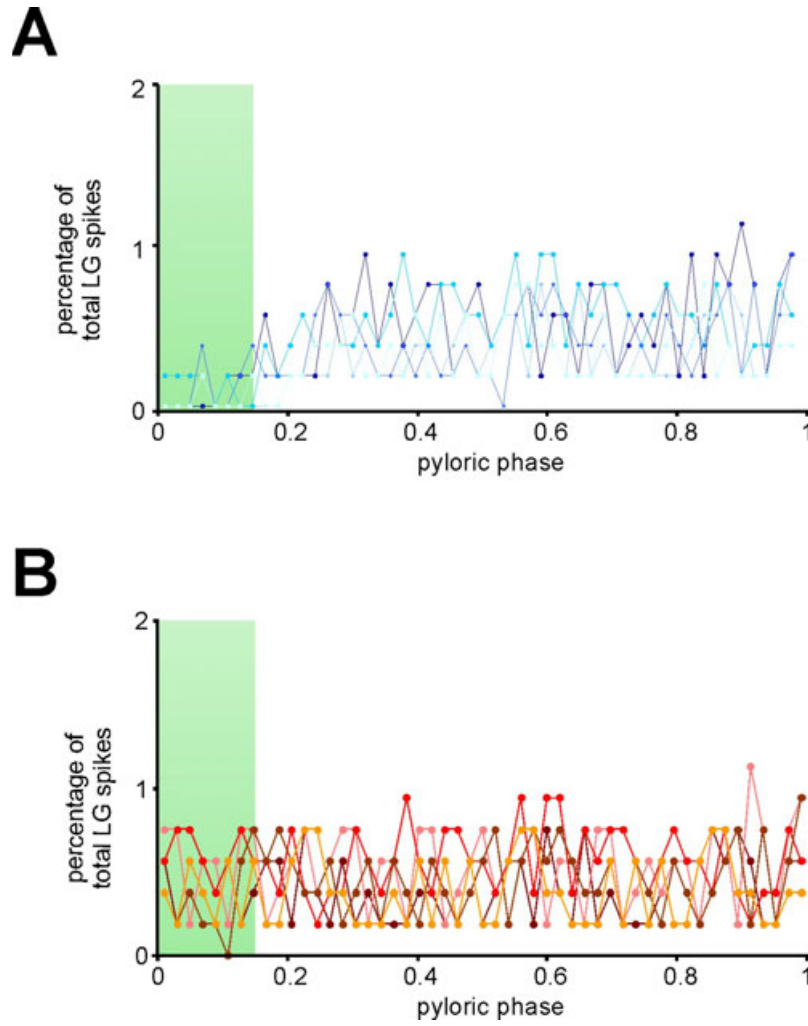 A
2
1
0
percentage of
total LG spikes
0 0.2 0.4 0.6 0.8 1
pyloric phase
B
2
1
0
percentage of
total LG spikes
0 0.2 0.4 0.6 0.8 1
pyloric phase